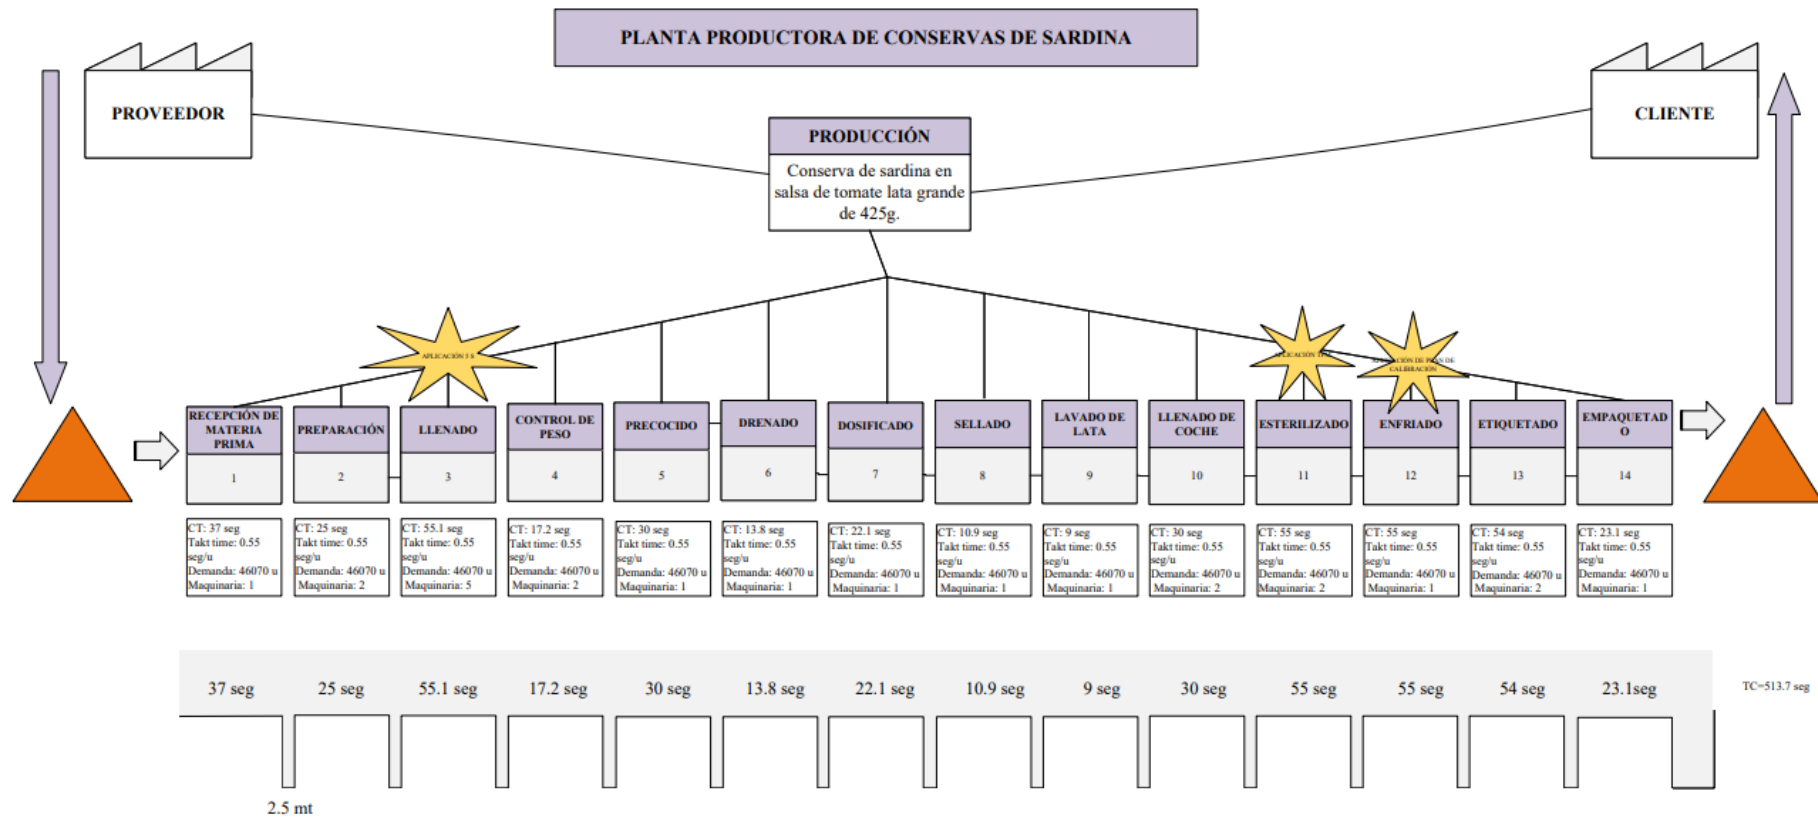 PLANTA PRODUCTORA DE CONSERVAS DE SARDINA
PROVEEDOR
CLIENTE
PRODUCCIÓN
Conserva de sardina en
salsa de tomate lata grande
de 425g.
APLICACIÓN 5 S
APLICACIÓN
APLICACIÓN DE PLAN DE
CALIBRACIÓN
RECEPCIÓN DE
MATERIA
PRIMA
1
CT: 37 seg
Takt time: 0.55
seg/u
Demanda: 46070 u
Maquinaria: 1
PREPARACIÓN
2
CT: 25 seg
Takt time: 0.55
seg/u
Demanda: 46070 u
Maquinaria: 2
LLENADO
3
CT: 55.1 seg
Takt time: 0.55
seg/u
Demanda: 46070 u
Maquinaria: 5
CONTROL DE
PESO
4
CT: 17.2 seg
Takt time: 0.55
seg/u
Demanda: 46070 u
Maquinaria: 2
PRECOCIDO
5
CT: 30 seg
Takt time: 0.55
seg/u
Demanda: 46070 u
Maquinaria: 1
DRENADO
6
CT: 13.8 seg
Takt time: 0.55
seg/u
Demanda: 46070 u
Maquinaria: 1
DOSIFICADO
7
CT: 22.1 seg
Takt time: 0.55
seg/u
Demanda: 46070 u
Maquinaria: 1
SELLADO
8
CT: 10.9 seg
Takt time: 0.55
seg/u
Demanda: 46070 u
Maquinaria: 1
LAVADO DE
LATA
9
CT: 9 seg
Takt time: 0.55
seg/u
Demanda: 46070 u
Maquinaria: 1
LLENADO DE
COCHE
10
CT: 30 seg
Takt time: 0.55
seg/u
Demanda: 46070 u
Maquinaria: 2
ESTERILIZADO
11
CT: 55 seg
Takt time: 0.55
seg/u
Demanda: 46070 u
Maquinaria: 2
ENFRIADO
12
CT: 55 seg
Takt time: 0.55
seg/u
Demanda: 46070 u
Maquinaria: 1
ETIQUETADO
13
CT: 54 seg
Takt time: 0.55
seg/u
Demanda: 46070 u
Maquinaria: 2
EMPAQUETAD
O
14
CT: 23.1 seg
Takt time: 0.55
seg/u
Demanda: 46070 u
Maquinaria: 1
37 seg 25 seg 55.1 seg 17.2 seg 30 seg 13.8 seg 22.1 seg 10.9 seg 9 seg 30 seg 55 seg 55 seg 54 seg 23.1seg TC=513.7 seg
2.5 mt